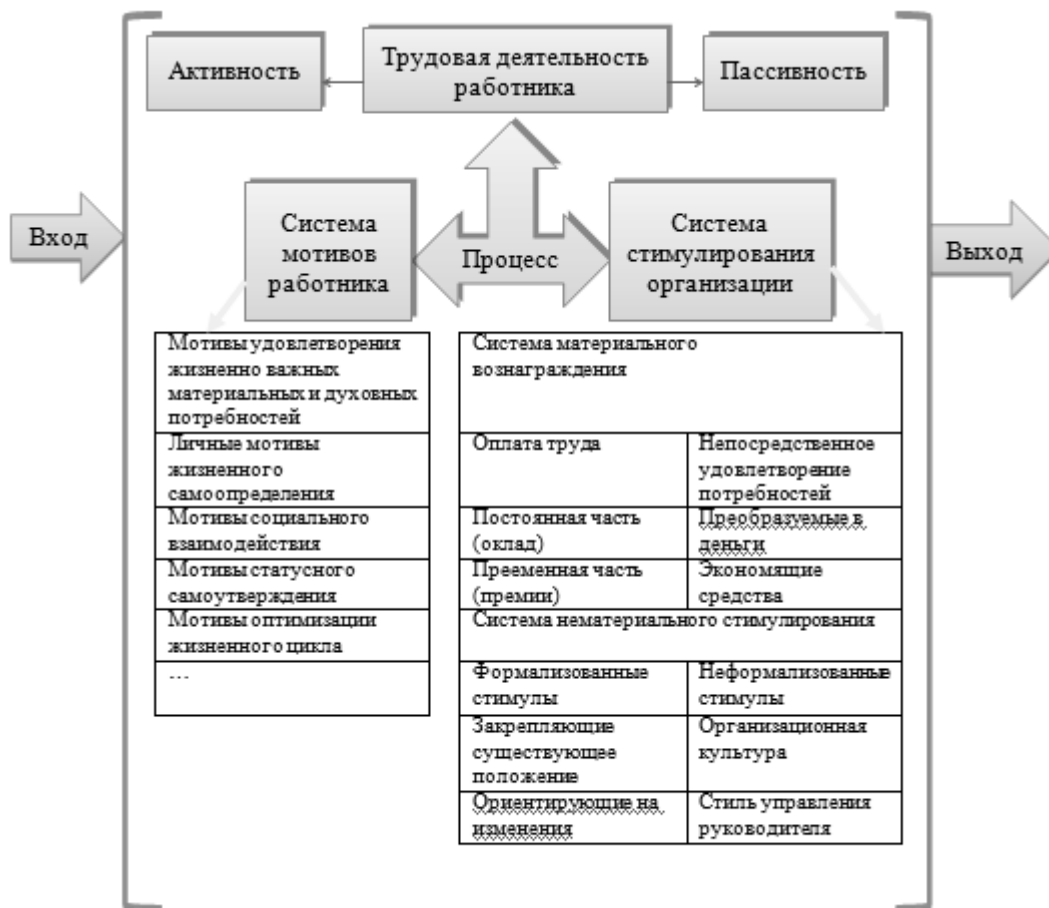 Активность
Трудовая деятельность
работника
Пассивность
Вход
Система
мотивов
работника
Процесс
Система
стимулирования
организации
Выход
Мотивы удовлетворения
жизненно важных
материальных и духовных
потребностей
Личные мотивы
жизненного
самоопределения
Мотивы социального
взаимодействия
Мотивы статусного
самоутверждения
Мотивы оптимизации
жизненного цикла
...
Система материального
вознаграждения
Оплата труда
Непосредственное
удовлетворение
потребностей
Постоянная часть
(оклад)
Преобразуемые в
деньги
Прееменная часть
(премии)
Экономящие
средства
Система нематериального стимулирования
Формализованные
стимулы
Неформализованные
стимулы
Закрепляющие
существующее
положение
Организационная
культура
Ориентирующие на
изменения
Стиль управления
руководителя